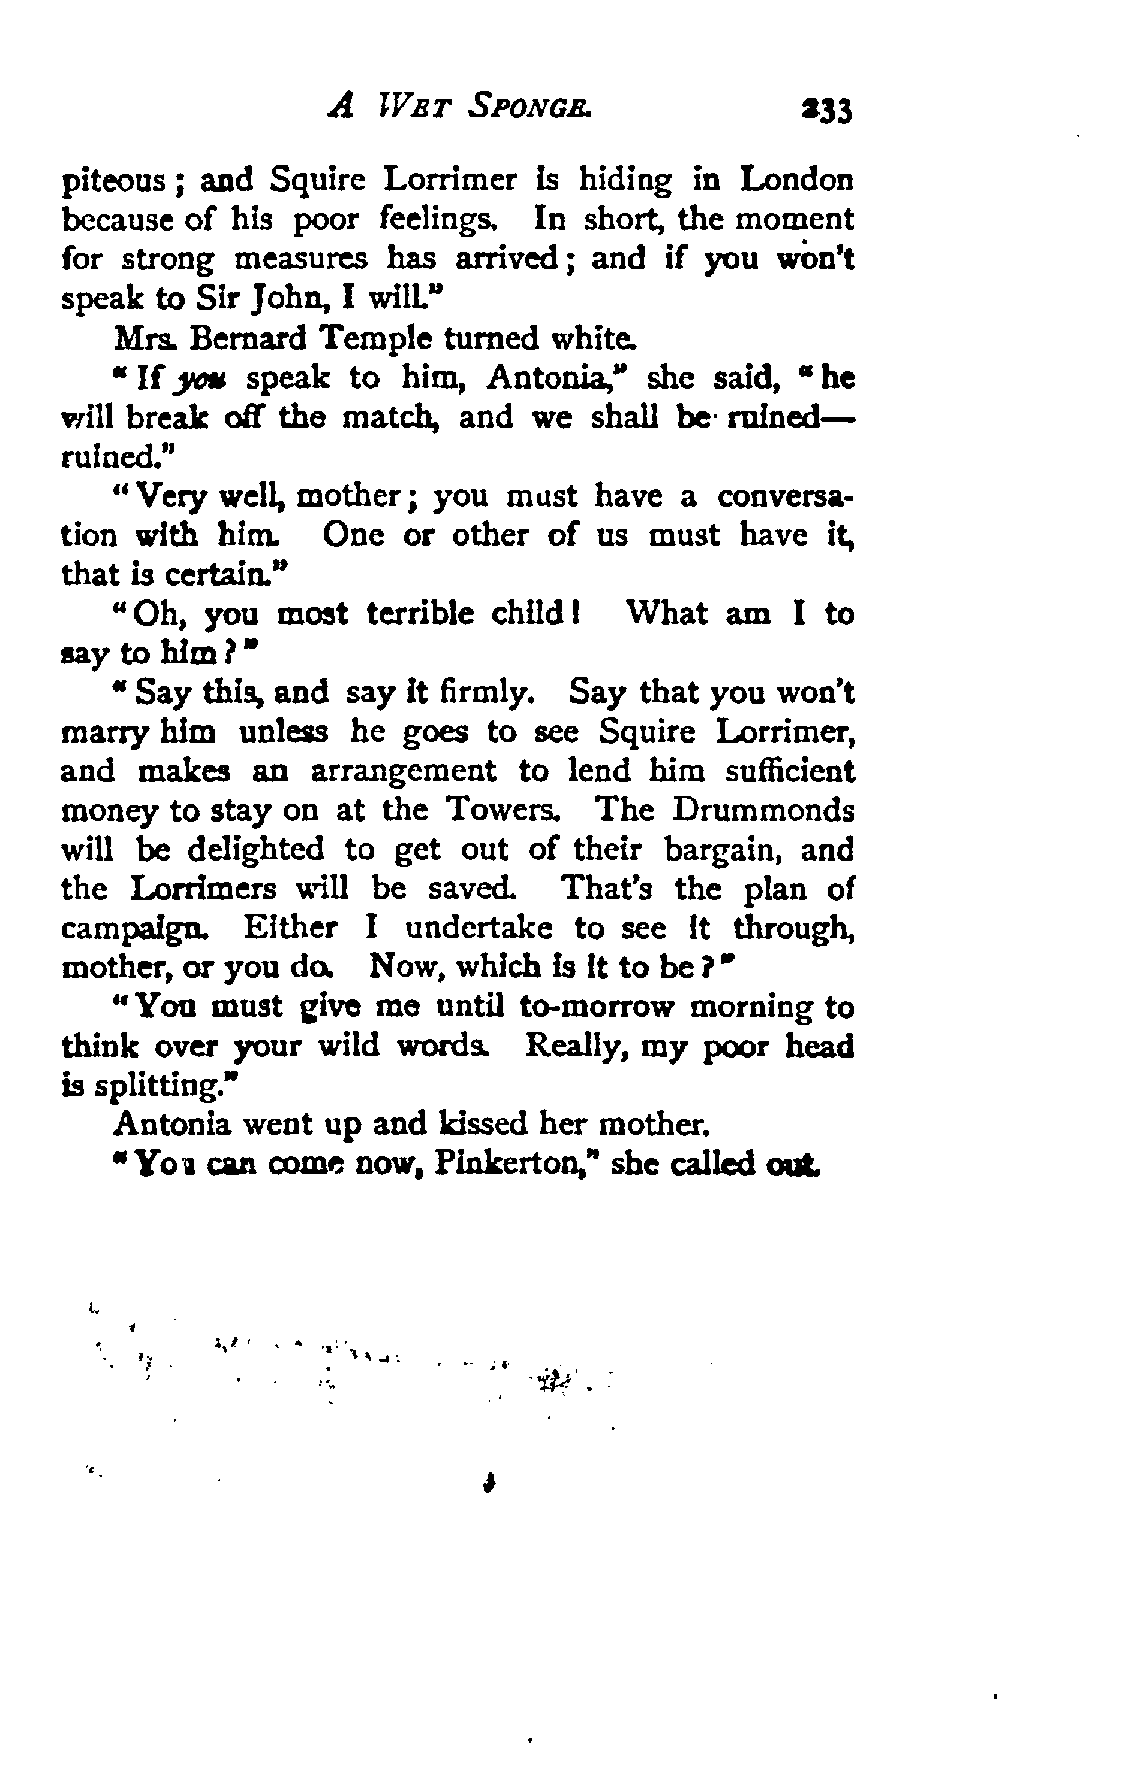 A WET SPONGE. 233
piteous ; and Squire Lorrimer is hiding in London
because of his poor feelings. In short, the moment
for strong measures has arrived ; and if you won't
speak to Sir John, I will."
Mrs. Bernard Temple turned white.
"If you speak to him, Antonia," she said, "he
will break off the match, and we shall be ruined—
ruined."
"Very well, mother ; you must have a conversa-
tion with him. One or other of us must have it,
that is certain."
"Oh, you most terrible child ! What am I to
say to him ?"
"Say this, and say it firmly. Say that you won't
marry him unless he goes to see Squire Lorrimer,
and makes an arrangement to lend him sufficient
money to stay on at the Towers. The Drummonds
will be delighted to get out of their bargain, and
the Lorrimers will be saved. That's the plan of
campaign. Either I undertake to see it through,
mother, or you do. Now, which is it to be ?"
"You must give me until to-morrow morning to
think over your wild words. Really, my poor head
is splitting."
Antonia went up and kissed her mother.
"You can come now, Pinkerton," she called out.